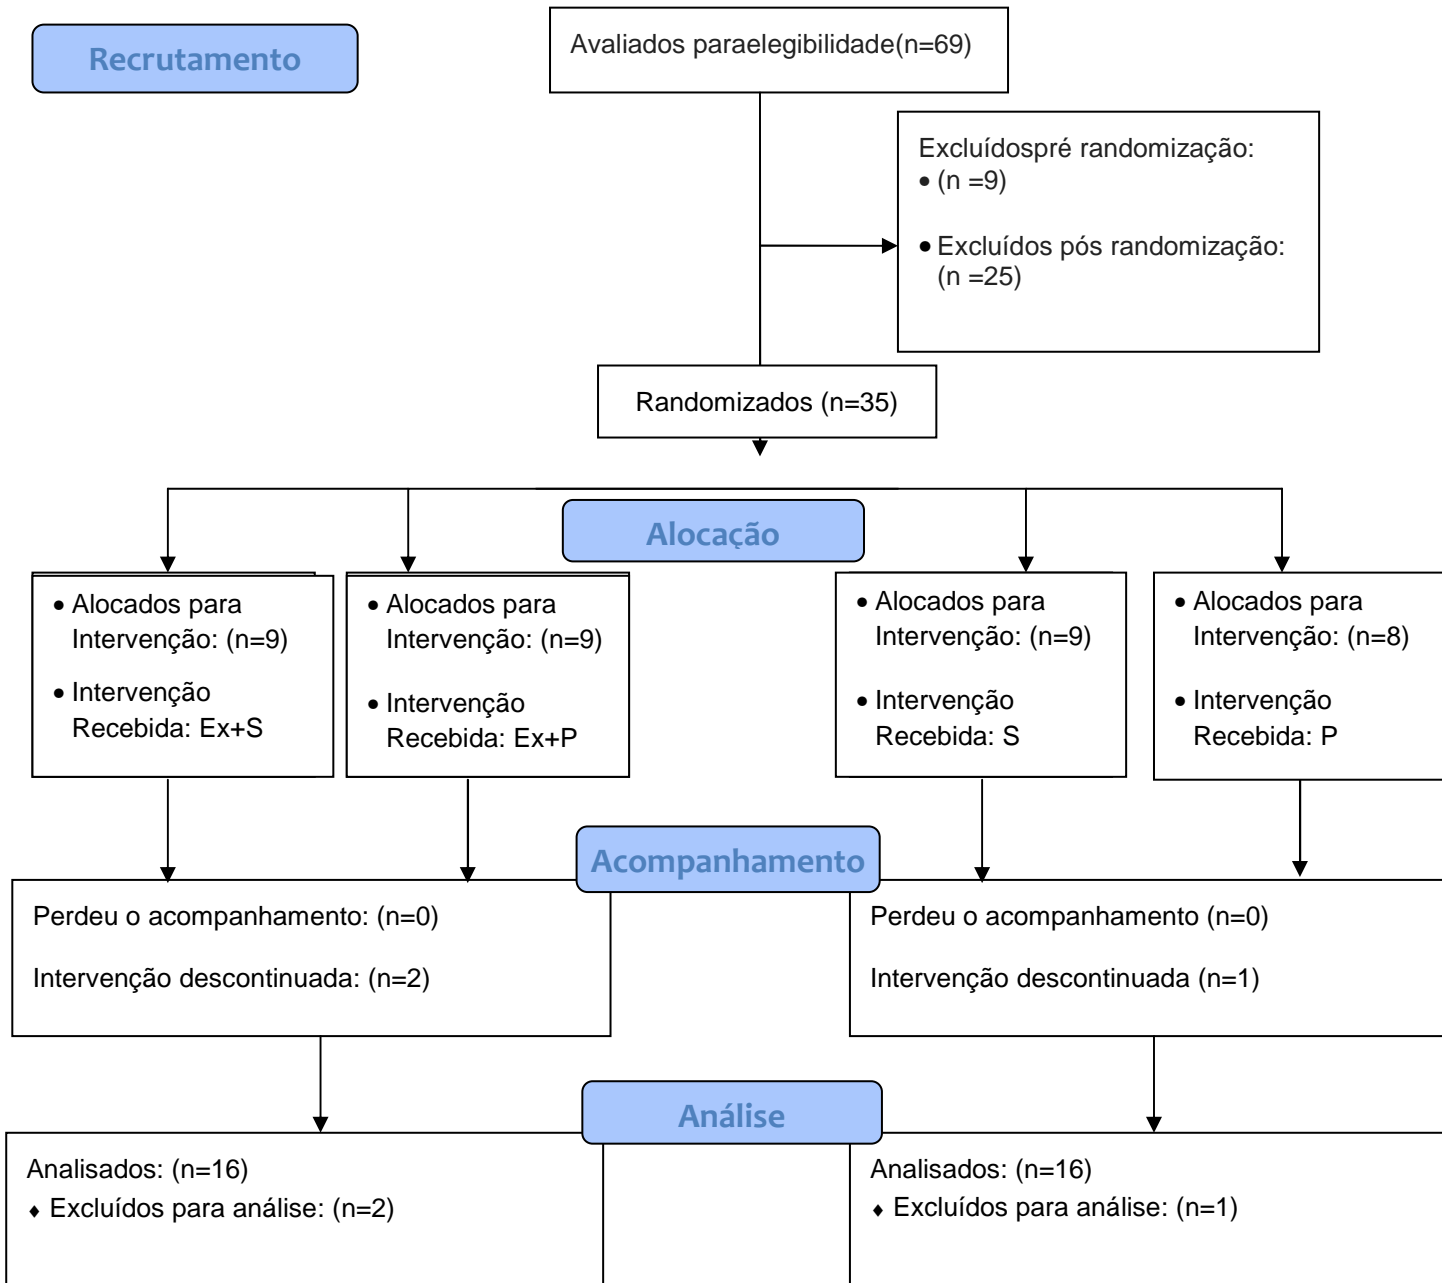 Recrutamento
Avaliados paraelegibilidade(n=69)
Excluídospré randomização:
• (n =9)
• Excluídos pós randomização:
(n =25)
Randomizados (n=35)
Alocação
• Alocados para
Intervenção: (n=9)
• Intervenção
Recebida: Ex+S
• Alocados para
Intervenção: (n=9)
• Intervenção
Recebida: Ex+P
• Alocados para
Intervenção: (n=9)
• Intervenção
Recebida: S
• Alocados para
Intervenção: (n=8)
• Intervenção
Recebida: P
Acompanhamento
Perdeu o acompanhamento: (n=0)
Intervenção descontinuada: (n=2)
Perdeu o acompanhamento (n=0)
Intervenção descontinuada (n=1)
Análise
Analisados: (n=16)
♦ Excluídos para análise: (n=2)
Analisados: (n=16)
♦ Excluídos para análise: (n=1)